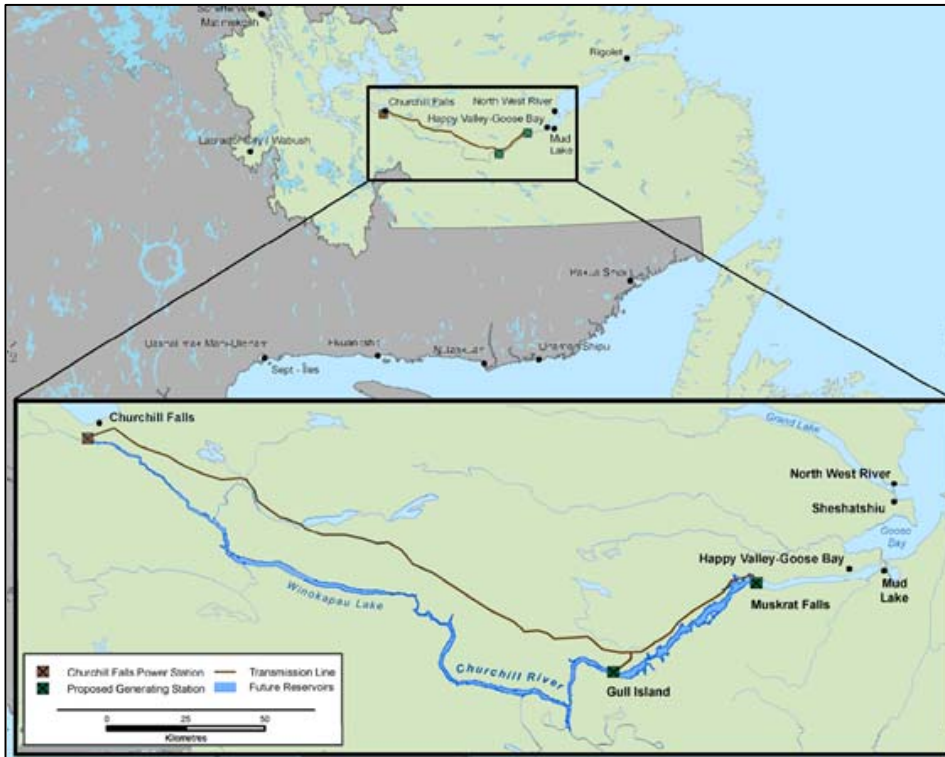 Rigolet
Churchill Falls
North West River
Happy Valley-Goose Bay
Mud
Lake
Labrador City / Wabush
Sept - Îles
Churchill Falls
Grand Lake
North West River
Sheshatshiu
Goose
Bay
Happy Valley-Goose Bay
Mud
Lake
Muskrat Falls
Winokapau Lake
Churchill River
Gull Island
Churchill Falls Power Station
Transmission Line
Proposed Generating Station
Future Reservoirs
0 25 50
Kilometres